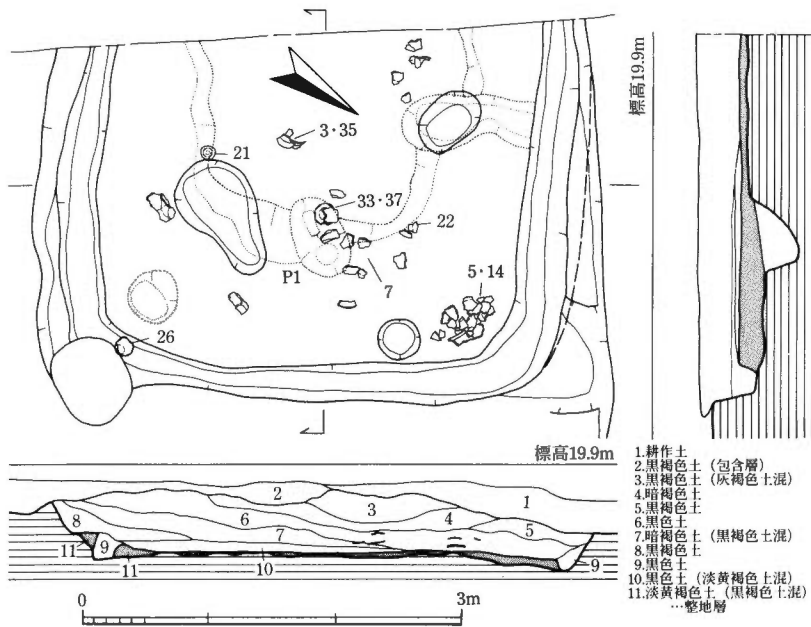 標高19.9m
3・35
21
33・37
22
P1
7
5・14
26
標高19.9m
1
2
3
4
5
6
7
8
9
9
10
11
11
0
3m
1.耕作土
2.黒褐色土（包含層）
3.黒褐色土（灰褐色土混）
4.暗褐色土
5.黒褐色土
6.黒色土
7.暗褐色土（黒褐色土混）
8.黒褐色土
9.黒色土
10.黒色土（淡黄褐色土混）
11.淡黄褐色土（黒褐色土混）
…整地層